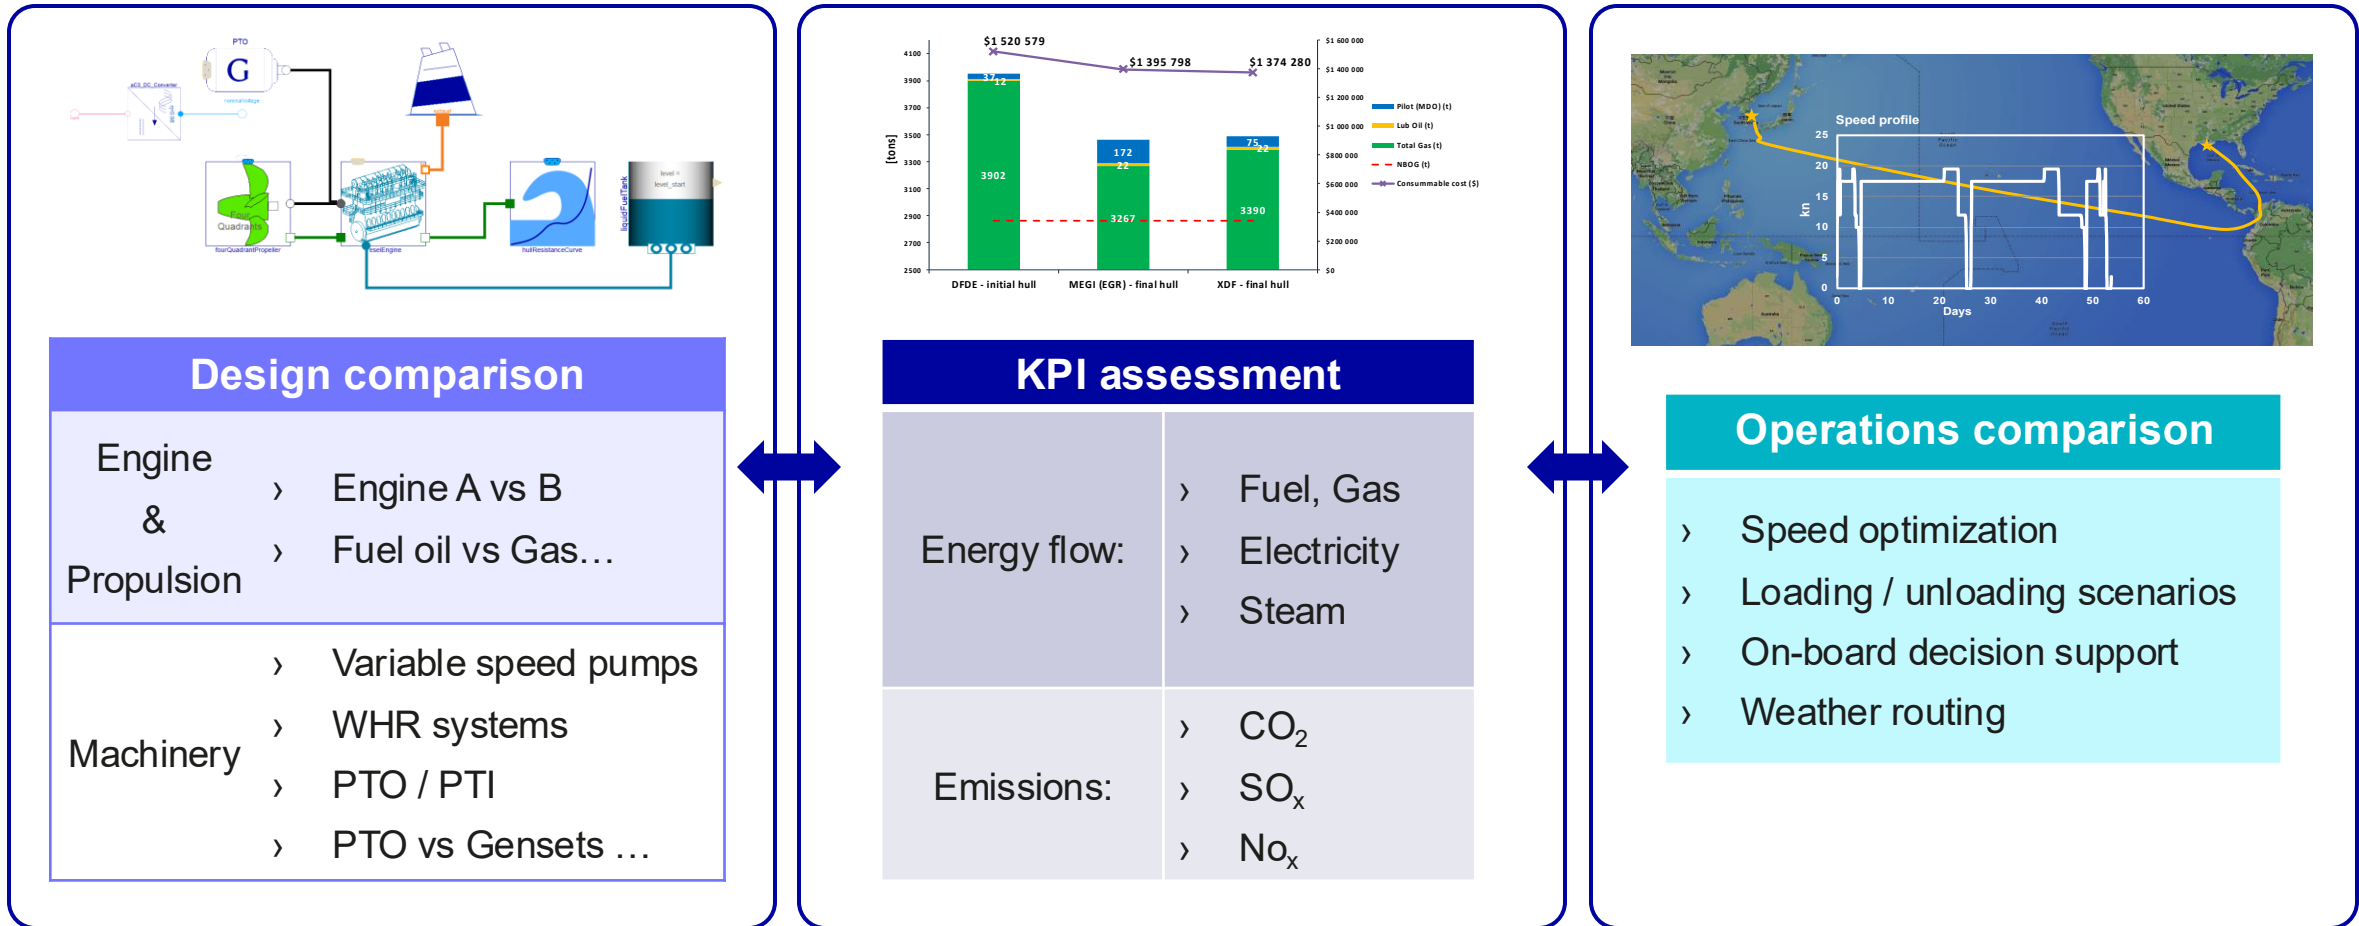 PTO
G
nominalVoltage
Four
Quadrants
fourQuadrantPropeller
hullResistanceCurve
level =
level_start
liquidFuelTank
Design comparison
Engine
&
Propulsion
› Engine A vs B
› Fuel oil vs Gas…
Machinery
› Variable speed pumps
› WHR systems
› PTO / PTI
› PTO vs Gensets …
$1 520 579
$1 395 798
$1 374 280
[tons]
4100
3900
3700
3500
3300
3100
2900
2700
2500
37
12
3902
172
22
3267
75
22
3390
$1 600 000
$1 400 000
$1 200 000
$1 000 000
$800 000
$600 000
$400 000
$200 000
$0
DFDE - initial hull
MEGI (EGR) - final hull
XDF - final hull
Pilot (MDO) (t)
Lub Oil (t)
Total Gas (t)
NBOG (t)
Consummable cost ($)
KPI assessment
Energy flow:
› Fuel, Gas
› Electricity
› Steam
Emissions:
› CO2
› SOx
› Nox
Speed profile
kn
25
20
15
10
5
0
0 10 20 30 40 50 60
Days
Operations comparison
› Speed optimization
› Loading / unloading scenarios
› On-board decision support
› Weather routing